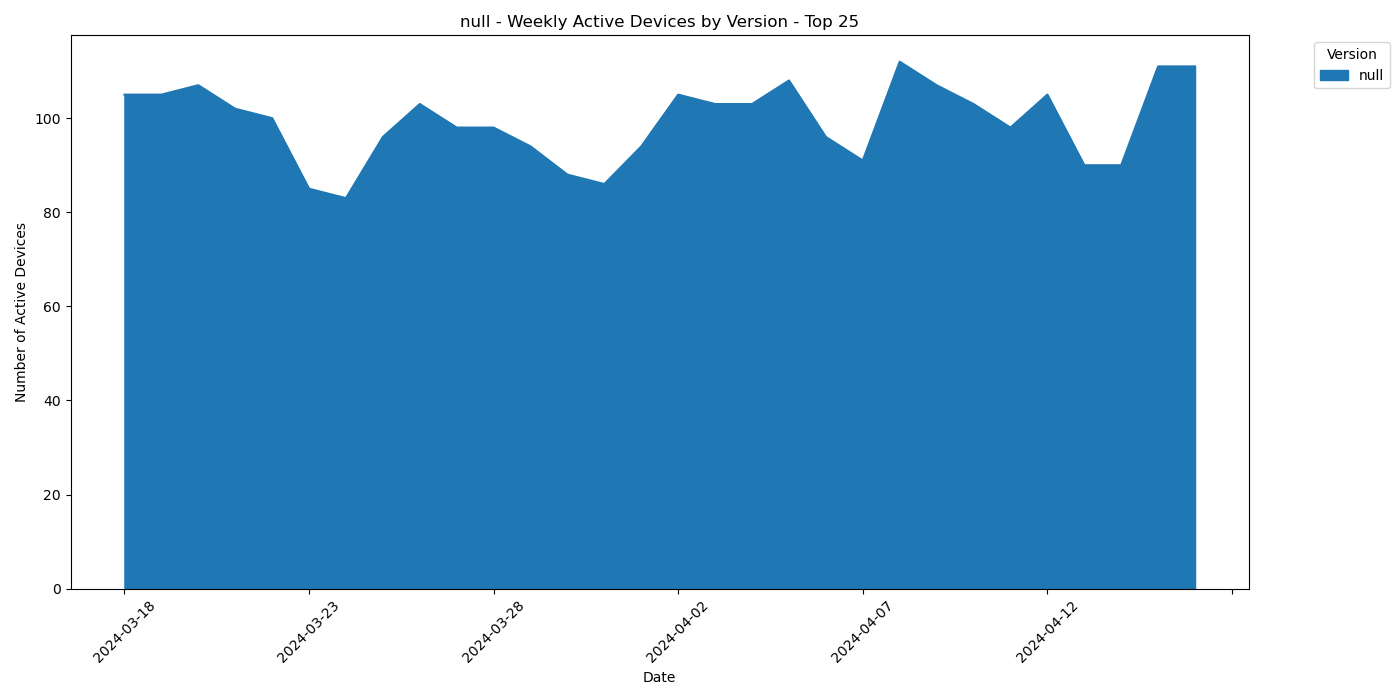 null - Weekly Active Devices by Version - Top 25
Version
null
Number of Active Devices
100
80
60
40
20
0
2024-03-18
2024-03-23
2024-03-28
2024-04-02
2024-04-07
2024-04-12
Date